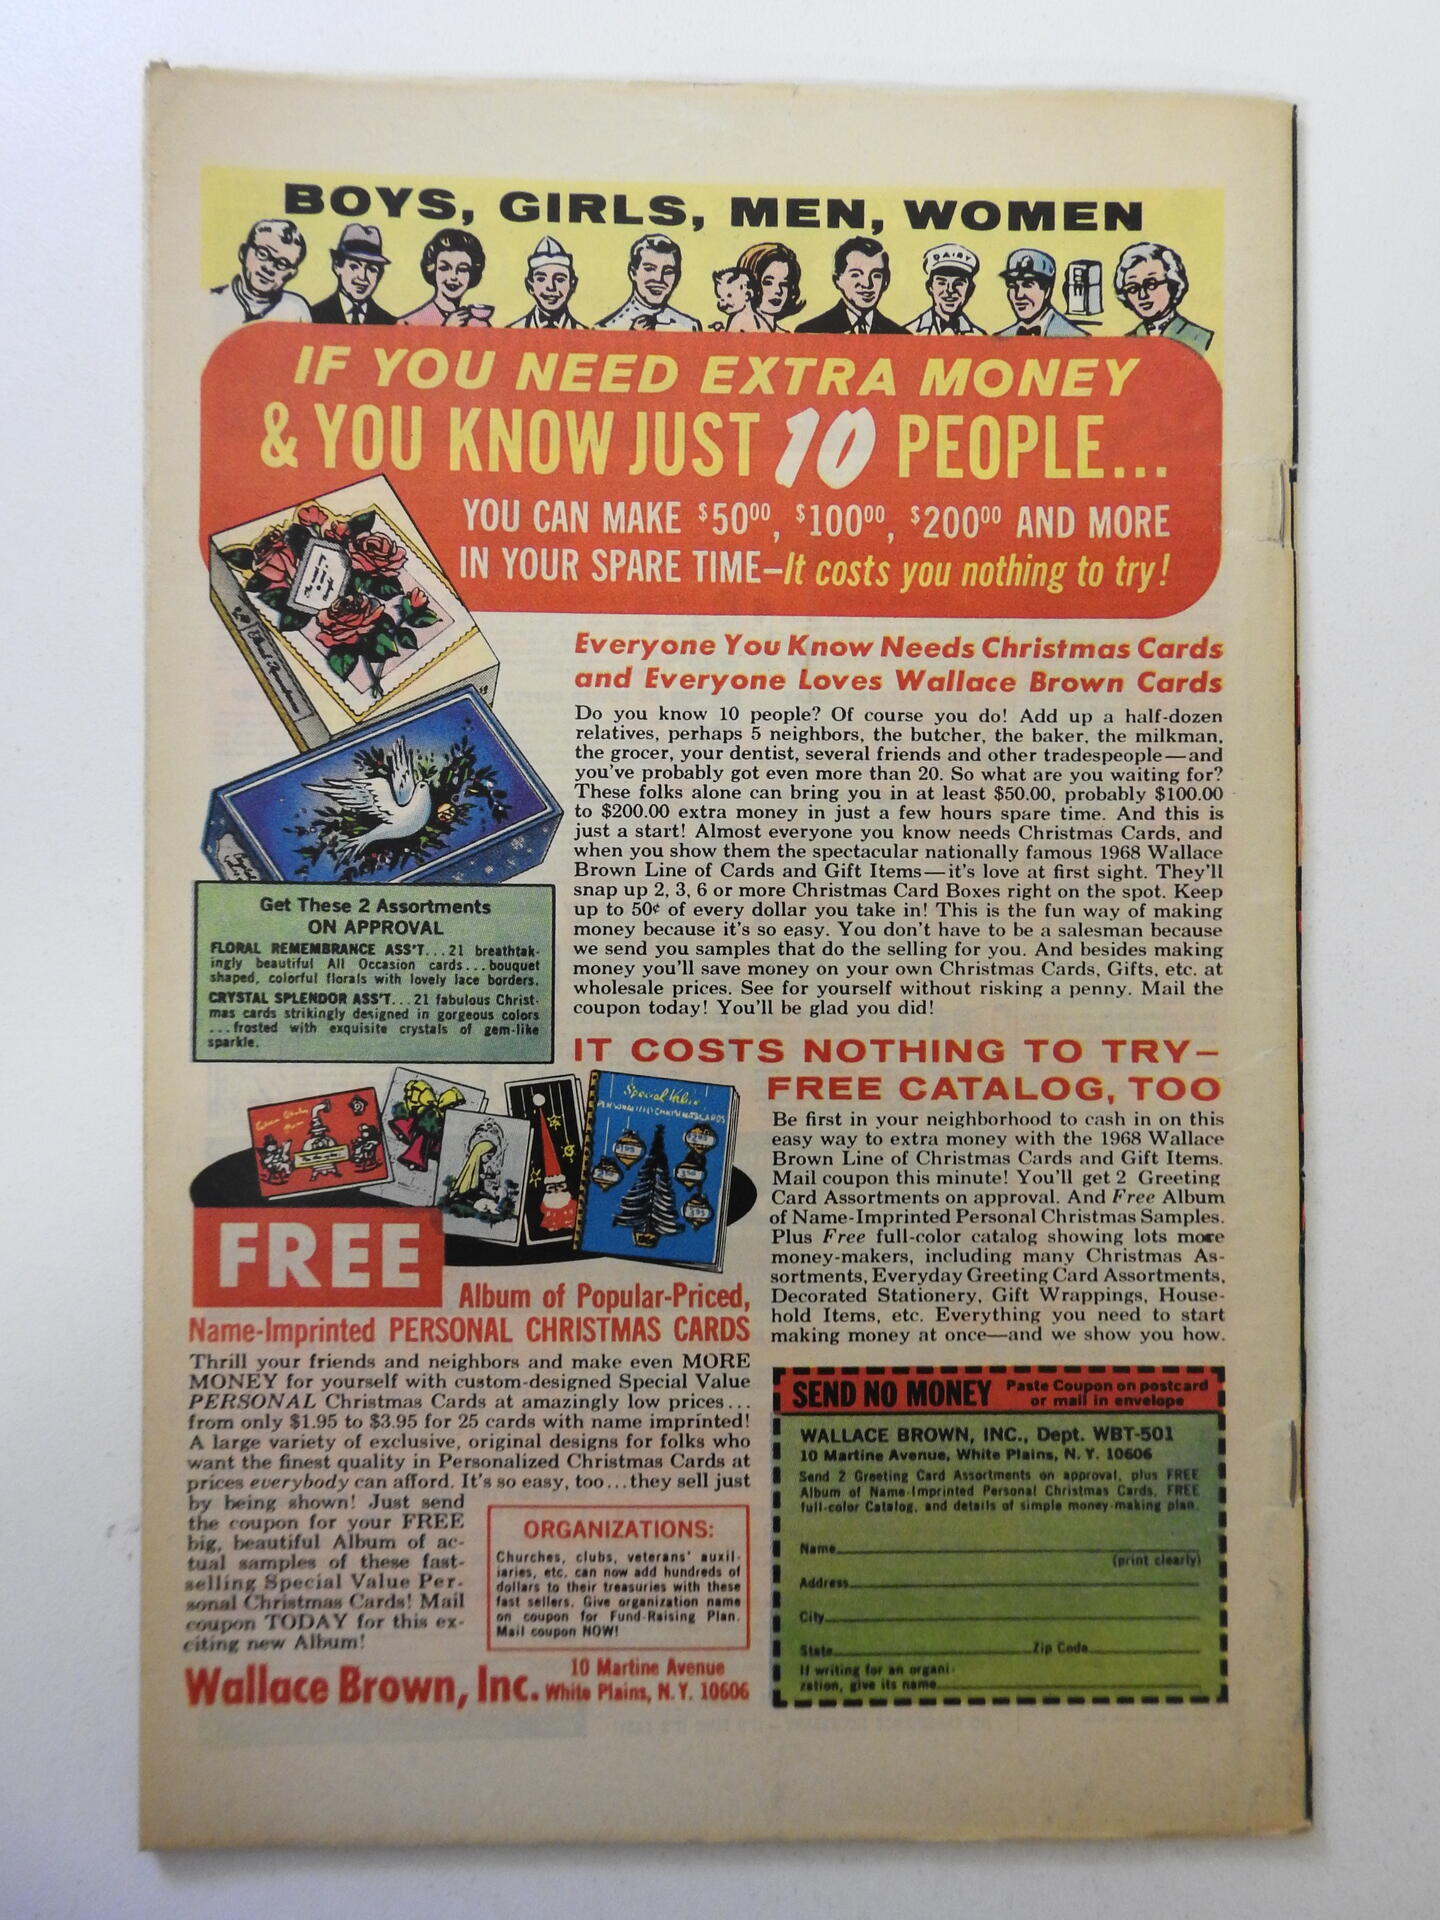 BOYS, GIRLS, MEN, WOMEN
DAIRY
IF YOU NEED EXTRA MONEY
& YOU KNOW JUST 10 PEOPLE...
YOU CAN MAKE $50⁰⁰, $100⁰⁰, $200⁰⁰ AND MORE
IN YOUR SPARE TIME–It costs you nothing to try!
Everyone You Know Needs Christmas Cards
and Everyone Loves Wallace Brown Cards
Do you know 10 people? Of course you do! Add up a half-dozen
relatives, perhaps 5 neighbors, the butcher, the baker, the milkman,
the grocer, your dentist, several friends and other tradespeople—and
you've probably got even more than 20. So what are you waiting for?
These folks alone can bring you in at least $50.00, probably $100.00
to $200.00 extra money in just a few hours spare time. And this is
just a start! Almost everyone you know needs Christmas Cards, and
when you show them the spectacular nationally famous 1968 Wallace
Brown Line of Cards and Gift Items—it's love at first sight. They'll
snap up 2, 3, 6 or more Christmas Card Boxes right on the spot. Keep
up to 50¢ of every dollar you take in! This is the fun way of making
money because it's so easy. You don't have to be a salesman because
we send you samples that do the selling for you. And besides making
money you'll save money on your own Christmas Cards, Gifts, etc. at
wholesale prices. See for yourself without risking a penny. Mail the
coupon today! You'll be glad you did!
Get These 2 Assortments
ON APPROVAL
FLORAL REMEMBRANCE ASS'T...21 breathtak-
ingly beautiful All Occasion cards...bouquet
shaped, colorful florals with lovely lace borders.
CRYSTAL SPLENDOR ASS'T...21 fabulous Christ-
mas cards strikingly designed in gorgeous colors
...frosted with exquisite crystals of gem-like
sparkle.
IT COSTS NOTHING TO TRY–
FREE CATALOG, TOO
Be first in your neighborhood to cash in on this
easy way to extra money with the 1968 Wallace
Brown Line of Christmas Cards and Gift Items.
Mail coupon this minute! You'll get 2 Greeting
Card Assortments on approval. And Free Album
of Name-Imprinted Personal Christmas Samples.
Plus Free full-color catalog showing lots more
money-makers, including many Christmas As-
sortments, Everyday Greeting Card Assortments,
Decorated Stationery, Gift Wrappings, House-
hold Items, etc. Everything you need to start
making money at once—and we show you how.
Special Value
PERSONALIZED CHRISTMAS CARDS
FREE
Album of Popular-Priced,
Name-Imprinted PERSONAL CHRISTMAS CARDS
Thrill your friends and neighbors and make even MORE
MONEY for yourself with custom-designed Special Value
PERSONAL Christmas Cards at amazingly low prices...
from only $1.95 to $3.95 for 25 cards with name imprinted!
A large variety of exclusive, original designs for folks who
want the finest quality in Personalized Christmas Cards at
prices everybody can afford. It's so easy, too...they sell just
by being shown! Just send
the coupon for your FREE
big, beautiful Album of ac-
tual samples of these fast-
selling Special Value Per-
sonal Christmas Cards! Mail
coupon TODAY for this ex-
citing new Album!
ORGANIZATIONS:
Churches, clubs, veterans' auxil-
iaries, etc. can now add hundreds of
dollars to their treasuries with these
fast sellers. Give organization name
on coupon for Fund-Raising Plan.
Mail coupon NOW!
Wallace Brown, Inc. 10 Martine Avenue
White Plains, N.Y. 10606
SEND NO MONEY Paste Coupon on postcard
or mail in envelope
WALLACE BROWN, INC., Dept. WBT-501
10 Martine Avenue, White Plains, N. Y. 10606
Send 2 Greeting Card Assortments on approval, plus FREE
Album of Name-Imprinted Personal Christmas Cards, FREE
full-color Catalog, and details of simple money-making plan.
Name
(print clearly)
Address
City
State Zip Code
If writing for an organi-
zation, give its name